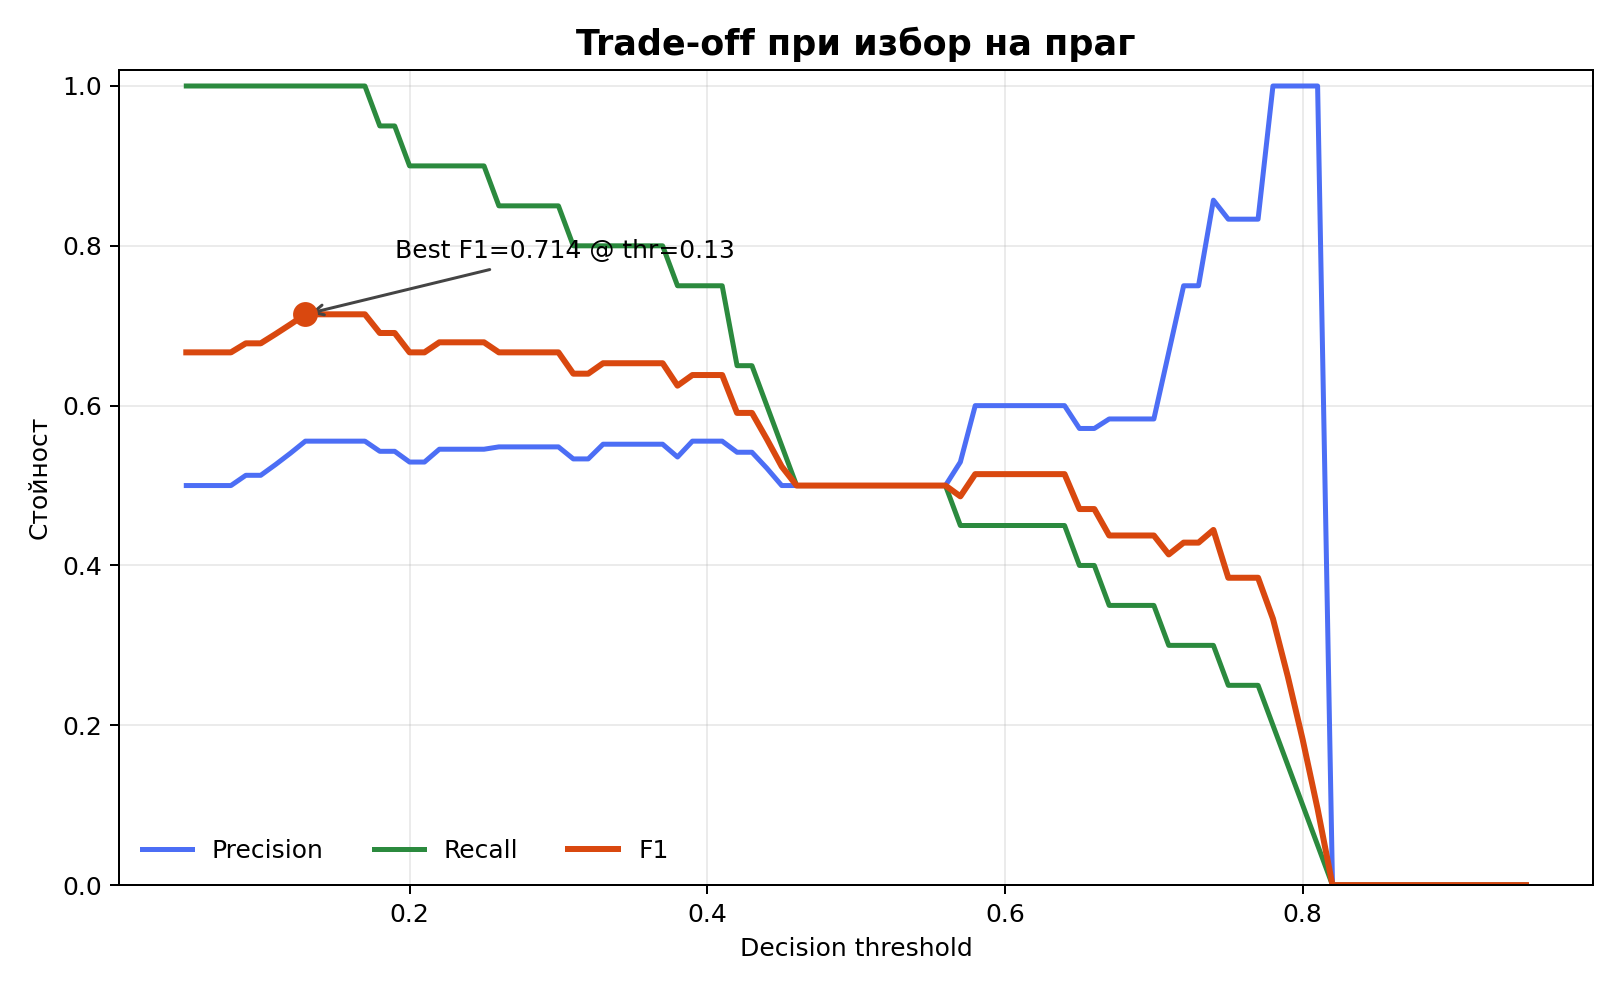 Trade-off при избор на праг
Стойност
1.0
0.8
0.6
0.4
0.2
0.0
Best F1=0.714 @ thr=0.13
Precision
Recall
F1
0.2
0.4
0.6
0.8
Decision threshold